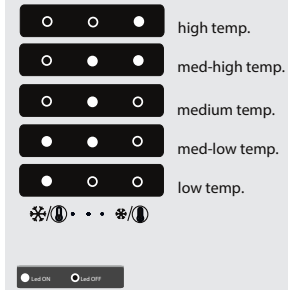 high temp.
med-high temp.
medium temp.
med-low temp.
low temp.
Led ON Led OFF